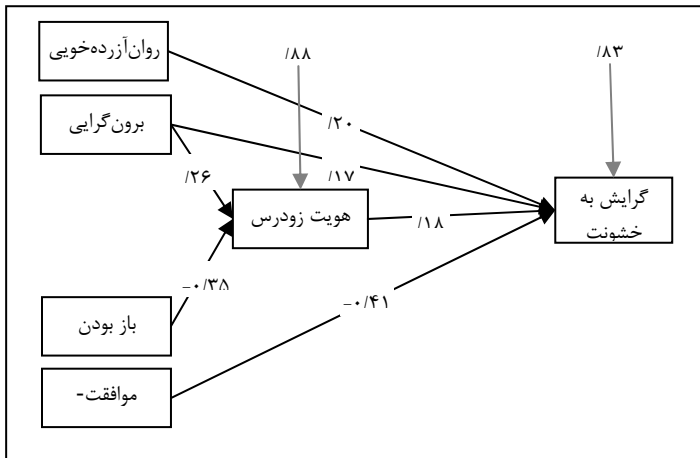 روان‌آزرده‌خویی
/۸۸
/۸۳
برون‌گرایی
/۲۰
/۲۶
/۱۷
هویت زودرس
/۱۸
گرایش به
خشونت
-۰/۳۵
-۰/۴۱
باز بودن
موافقت-